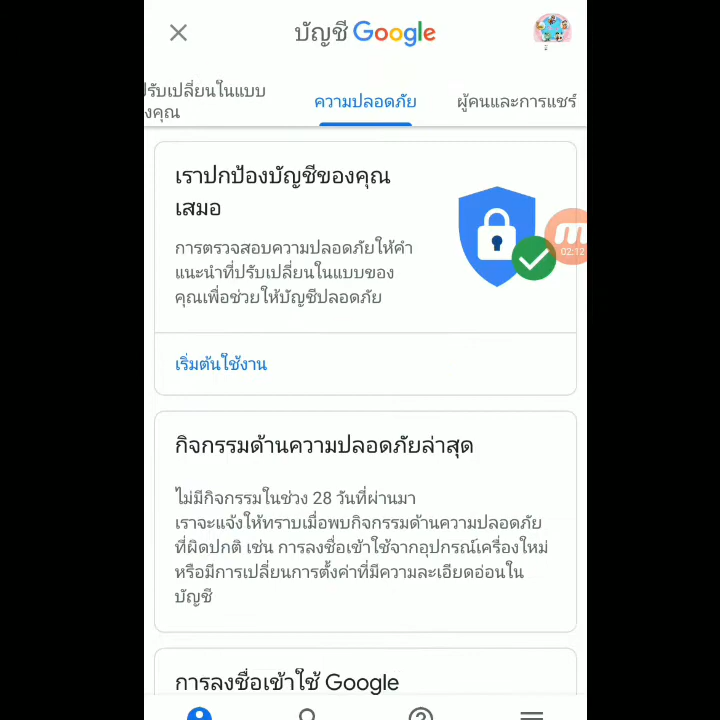 บัญชี Google
ปรับเปลี่ยนในแบบ
ของคุณ
ความปลอดภัย
ผู้คนและการแชร์
เราปกป้องบัญชีของคุณ
เสมอ
การตรวจสอบความปลอดภัยให้คำ
แนะนำที่ปรับเปลี่ยนในแบบของ
คุณเพื่อช่วยให้บัญชีปลอดภัย
02:12
เริ่มต้นใช้งาน
กิจกรรมด้านความปลอดภัยล่าสุด
ไม่มีกิจกรรมในช่วง 28 วันที่ผ่านมา
เราจะแจ้งให้ทราบเมื่อพบกิจกรรมด้านความปลอดภัย
ที่ผิดปกติ เช่น การลงชื่อเข้าใช้จากอุปกรณ์เครื่องใหม่
หรือมีการเปลี่ยนการตั้งค่าที่มีความละเอียดอ่อนใน
บัญชี
การลงชื่อเข้าใช้ Google